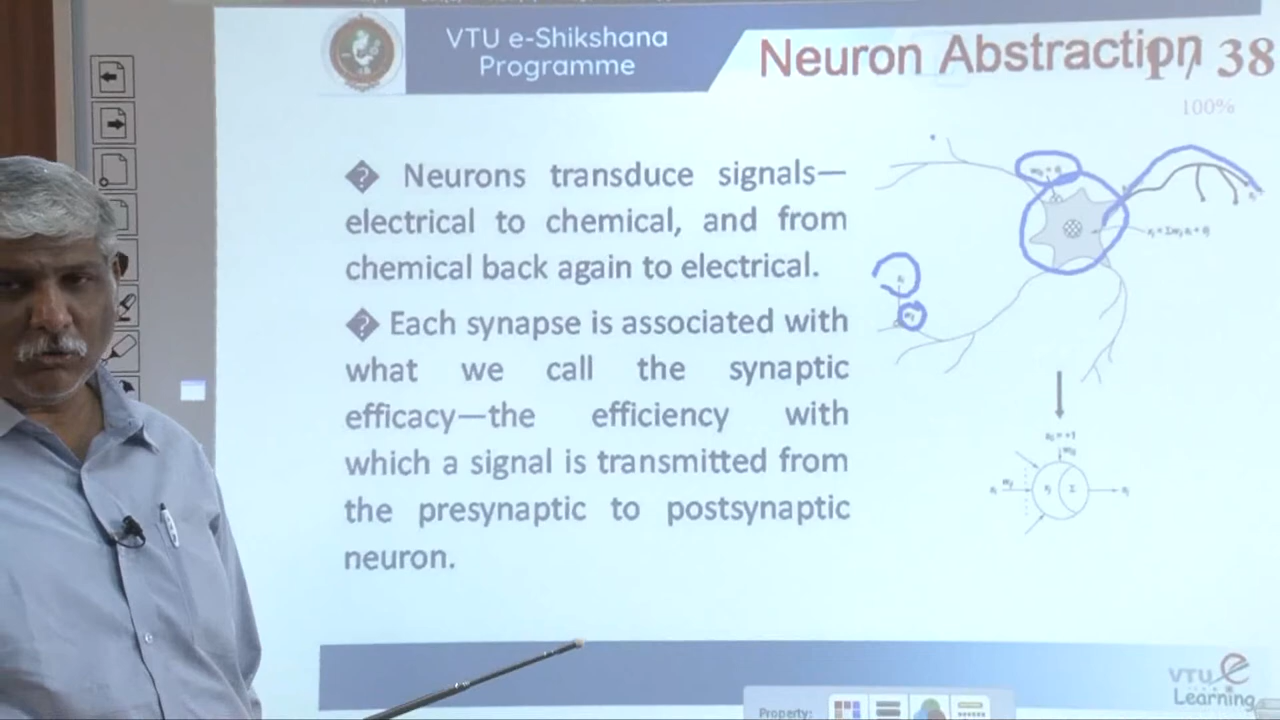 VTU e-Shikshana
Programme
Neuron Abstraction
38
100%
Neurons transduce signals—
electrical to chemical, and from
chemical back again to electrical.
Each synapse is associated with
what we call the synaptic
efficacy—the efficiency with
which a signal is transmitted from
the presynaptic to postsynaptic
neuron.
VTU e
Learning
Property: